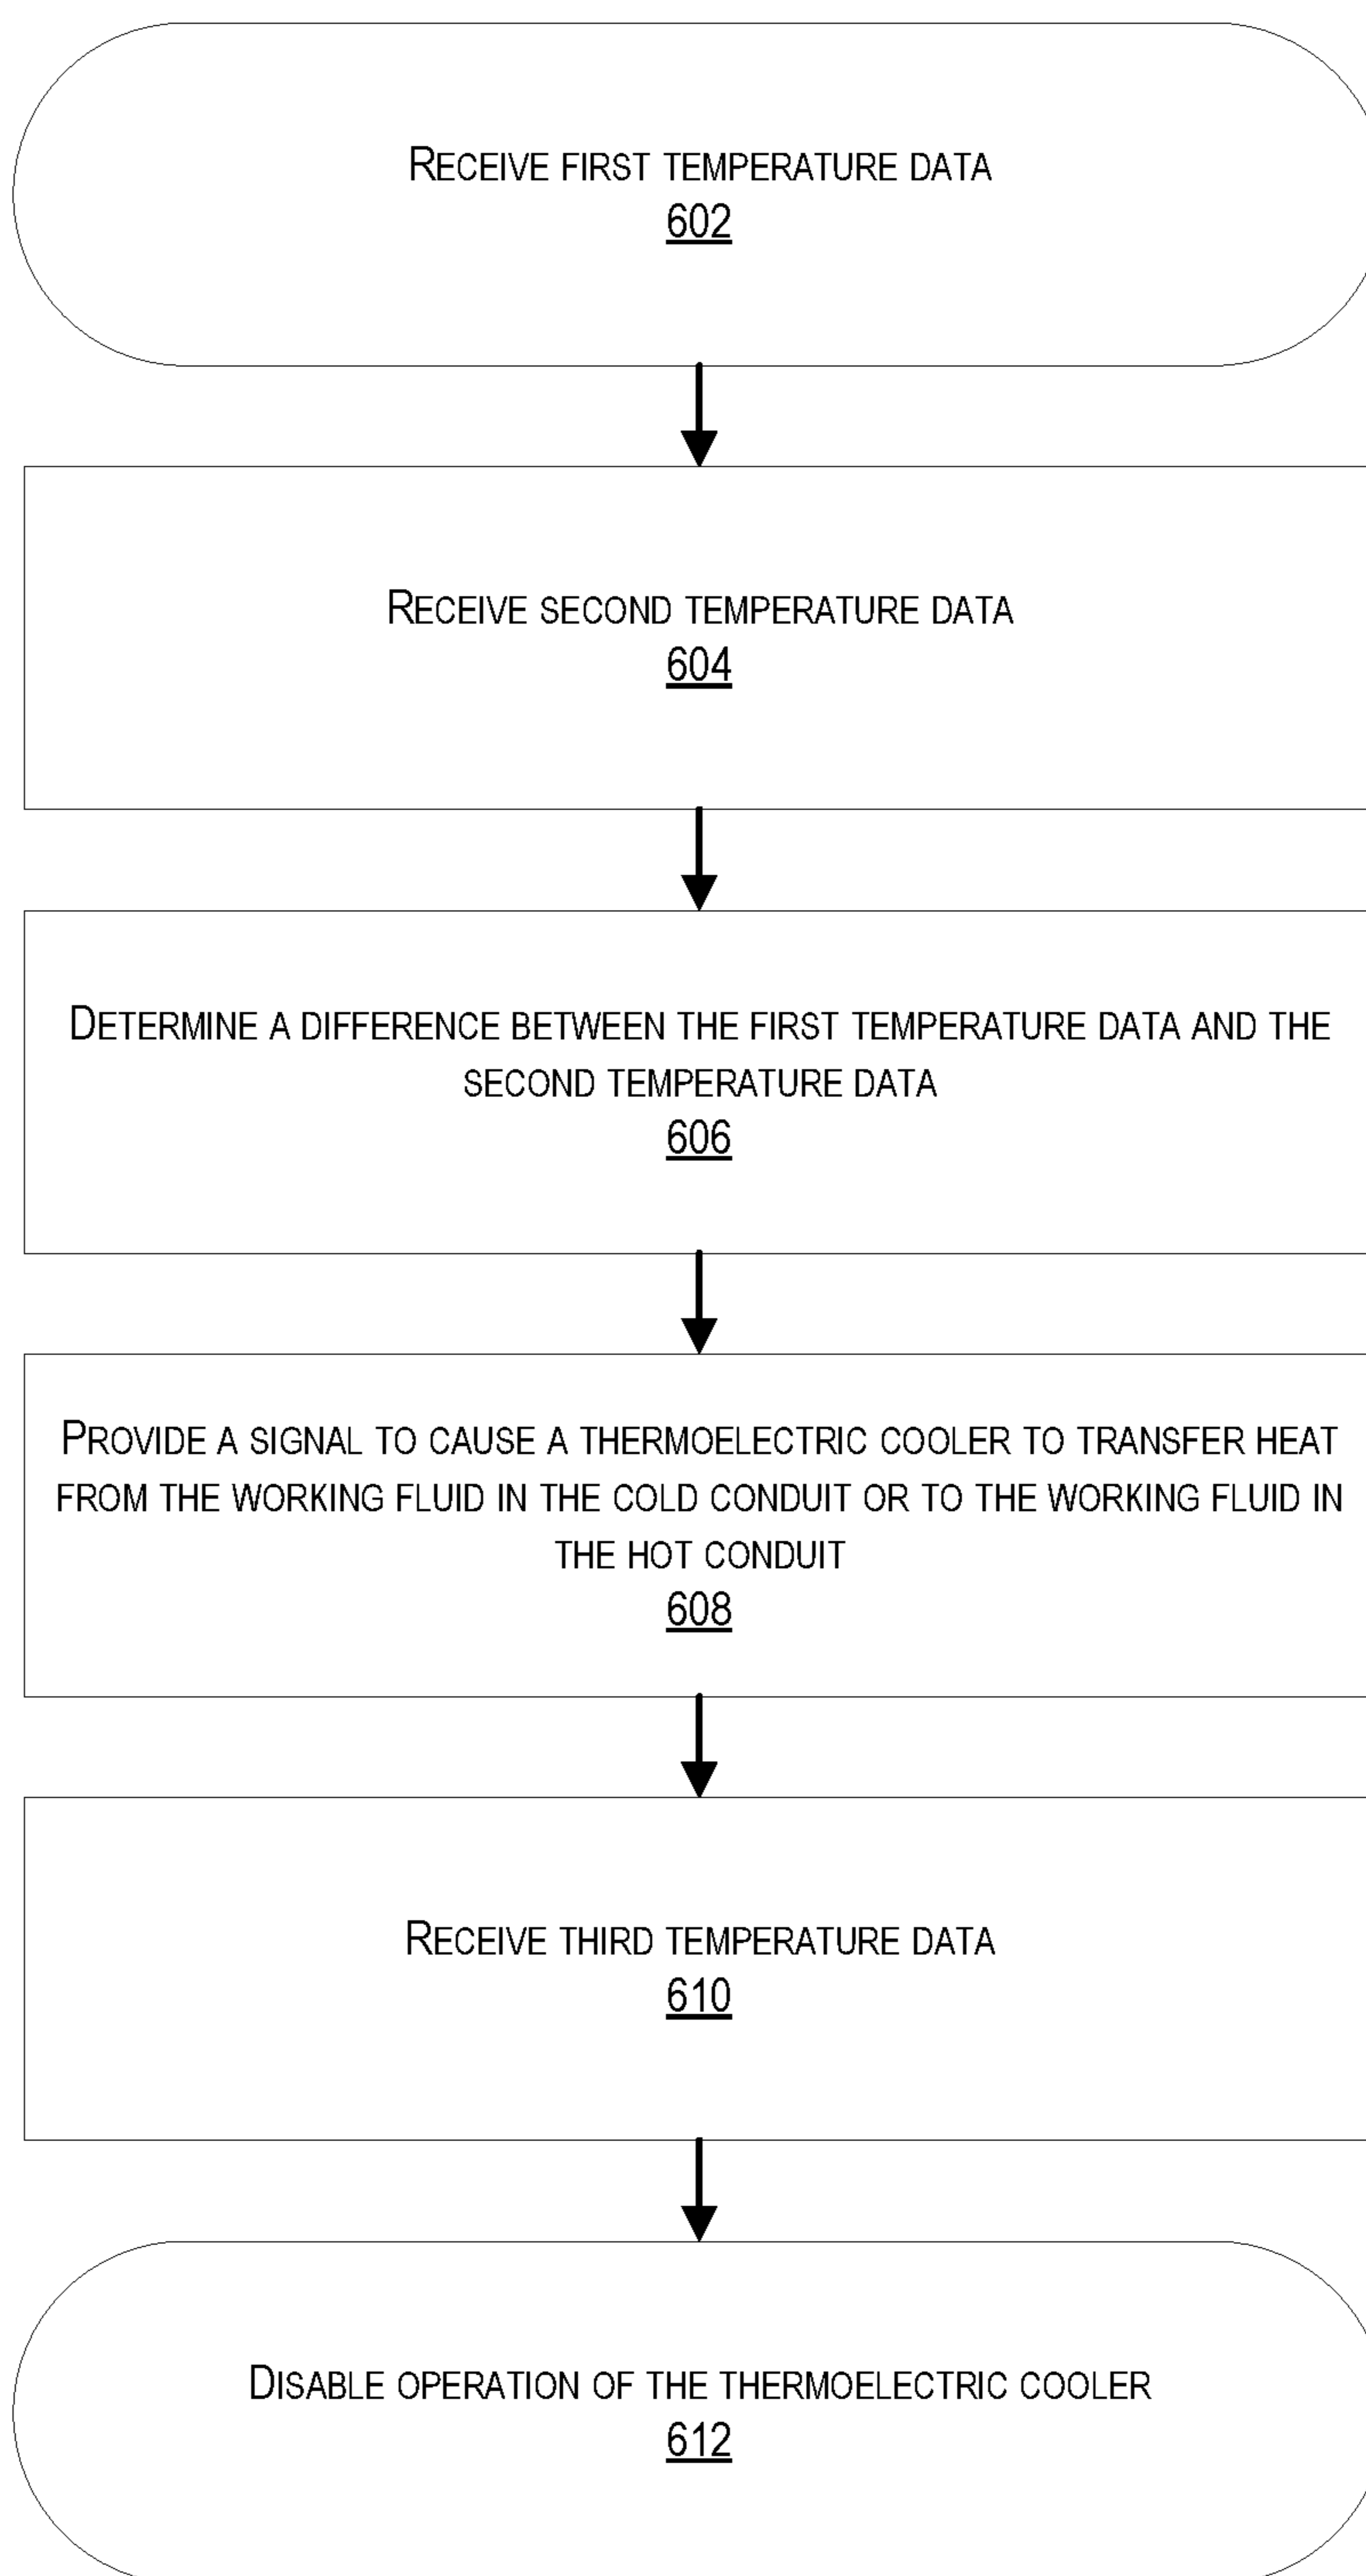 RECEIVE FIRST TEMPERATURE DATA
602
RECEIVE SECOND TEMPERATURE DATA
604
DETERMINE A DIFFERENCE BETWEEN THE FIRST TEMPERATURE DATA AND THE
SECOND TEMPERATURE DATA
606
PROVIDE A SIGNAL TO CAUSE A THERMOELECTRIC COOLER TO TRANSFER HEAT
FROM THE WORKING FLUID IN THE COLD CONDUIT OR TO THE WORKING FLUID IN
THE HOT CONDUIT
608
RECEIVE THIRD TEMPERATURE DATA
610
DISABLE OPERATION OF THE THERMOELECTRIC COOLER
612